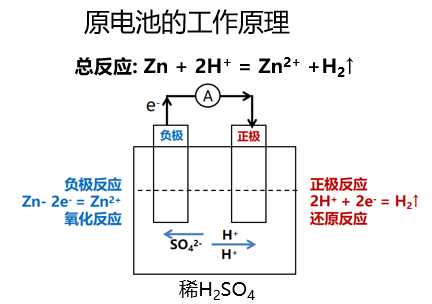 原电池的工作原理
总反应: Zn + 2H⁺ = Zn²⁺ +H₂↑
e⁻
A
负极
正极
负极反应
Zn- 2e⁻ = Zn²⁺
氧化反应
正极反应
2H⁺ + 2e⁻ = H₂↑
还原反应
SO₄²⁻
H⁺
H⁺
稀H₂SO₄